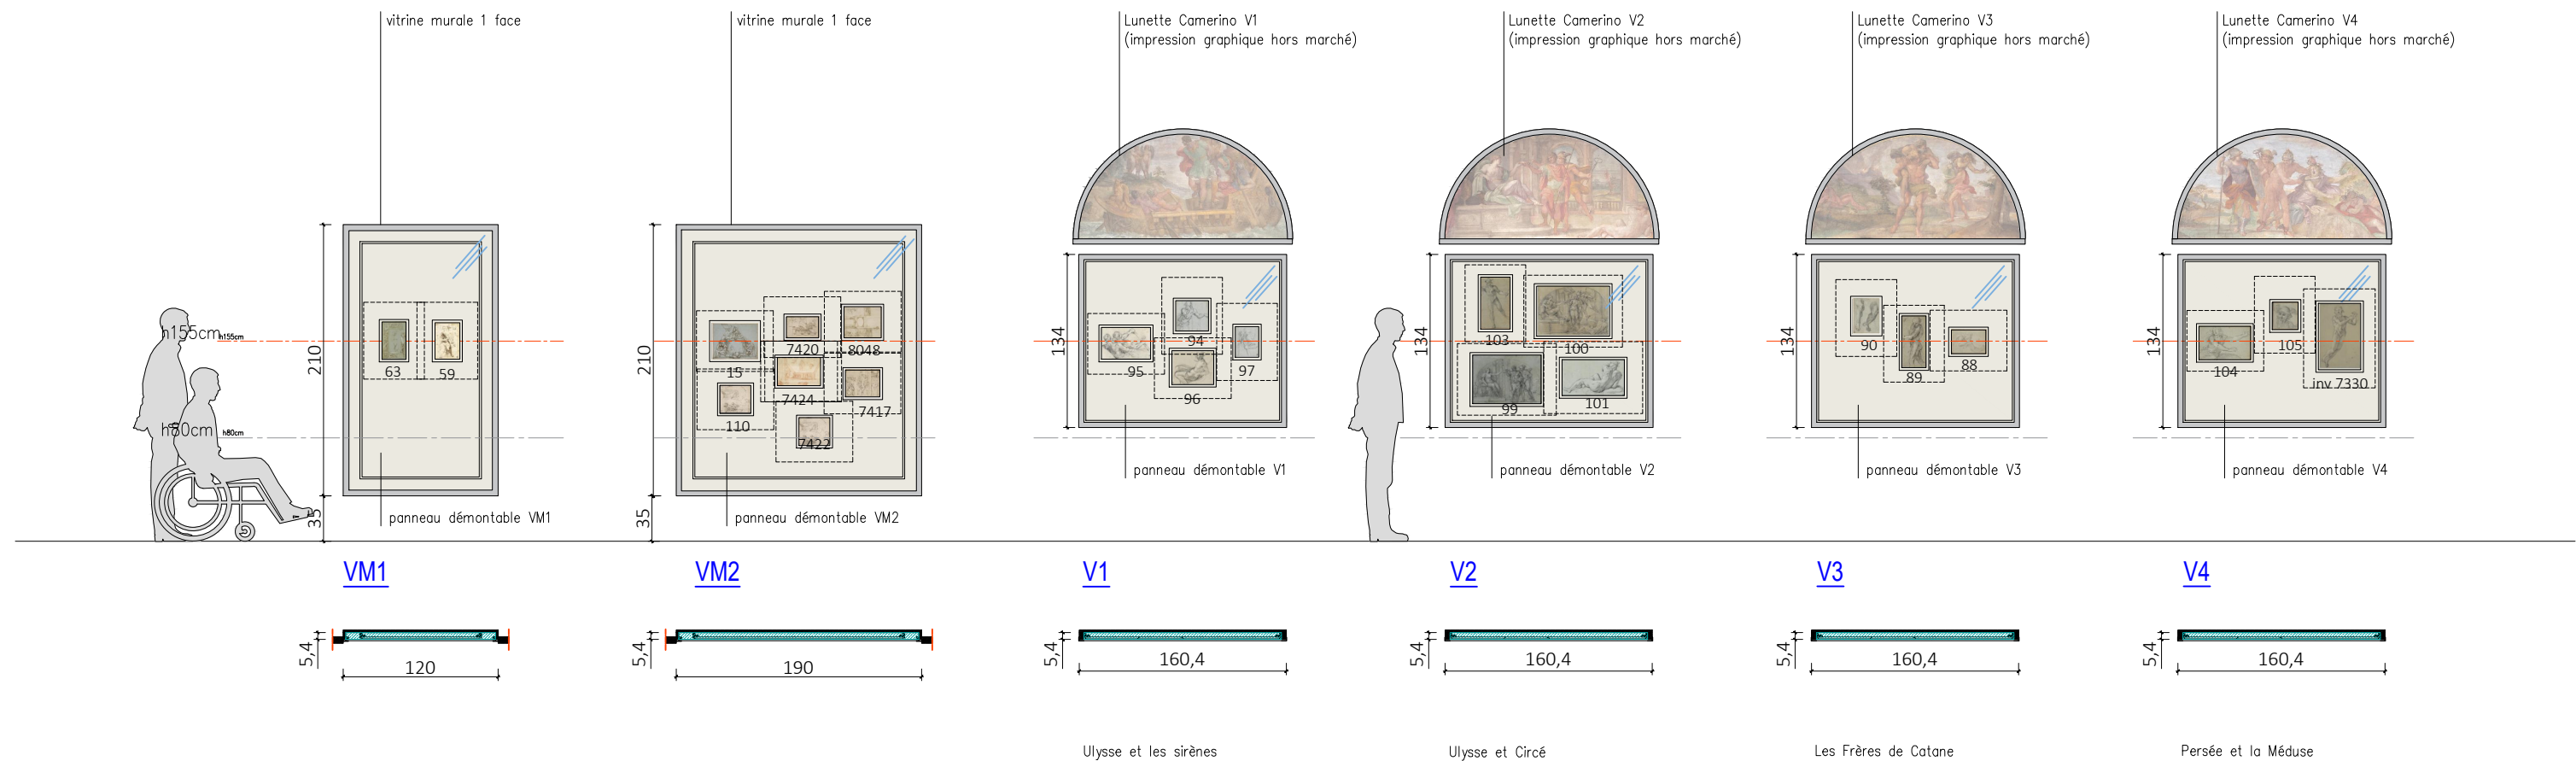 vitrine murale 1 face
vitrine murale 1 face
Lunette Camerino V1
(impression graphique hors marché)
Lunette Camerino V2
(impression graphique hors marché)
Lunette Camerino V3
(impression graphique hors marché)
Lunette Camerino V4
(impression graphique hors marché)
h155cm
h155cm
h80cm
h80cm
210
35
63
59
panneau démontable VM1
210
35
15
7420
8048
7424
7417
110
7422
panneau démontable VM2
134
95
94
96
97
panneau démontable V1
134
103
100
99
101
panneau démontable V2
134
90
89
88
panneau démontable V3
134
104
105
inv 7330
panneau démontable V4
VM1
VM2
V1
V2
V3
V4
5,4
120
5,4
190
5,4
160,4
5,4
160,4
5,4
160,4
5,4
160,4
Ulysse et les sirènes
Ulysse et Circé
Les Frères de Catane
Persée et la Méduse